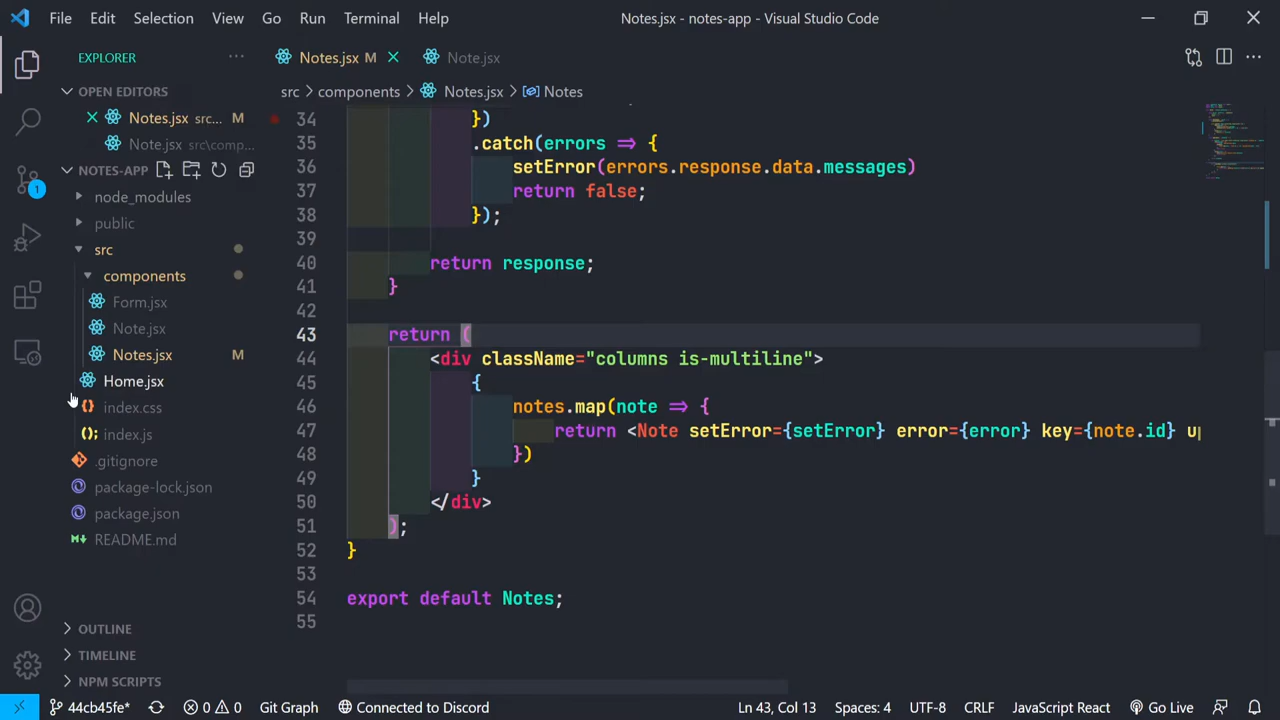 File Edit Selection View Go Run Terminal Help Notes.jsx - notes-app - Visual Studio Code
EXPLORER ...
Notes.jsx M
Note.jsx
OPEN EDITORS
Notes.jsx src... M
Note.jsx src\comp...
src > components > Notes.jsx > Notes
NOTES-APP
node_modules
public
src
components
Form.jsx
Note.jsx
Notes.jsx M
Home.jsx
index.css
index.js
.gitignore
package-lock.json
package.json
README.md
OUTLINE
TIMELINE
NPM SCRIPTS
1
34 })
35 .catch(errors => {
36 setError(errors.response.data.messages)
37 return false;
38 });
39
40 return response;
41 }
42
43 return (
44 <div className="columns is-multiline">
45 {
46 notes.map(note => {
47 return <Note setError={setError} error={error} key={note.id} up
48 })
49 }
50 </div>
51 );
52 }
53
54 export default Notes;
55
44cb45fe* 0 0 Git Graph Connected to Discord Ln 43, Col 13 Spaces: 4 UTF-8 CRLF JavaScript React Go Live